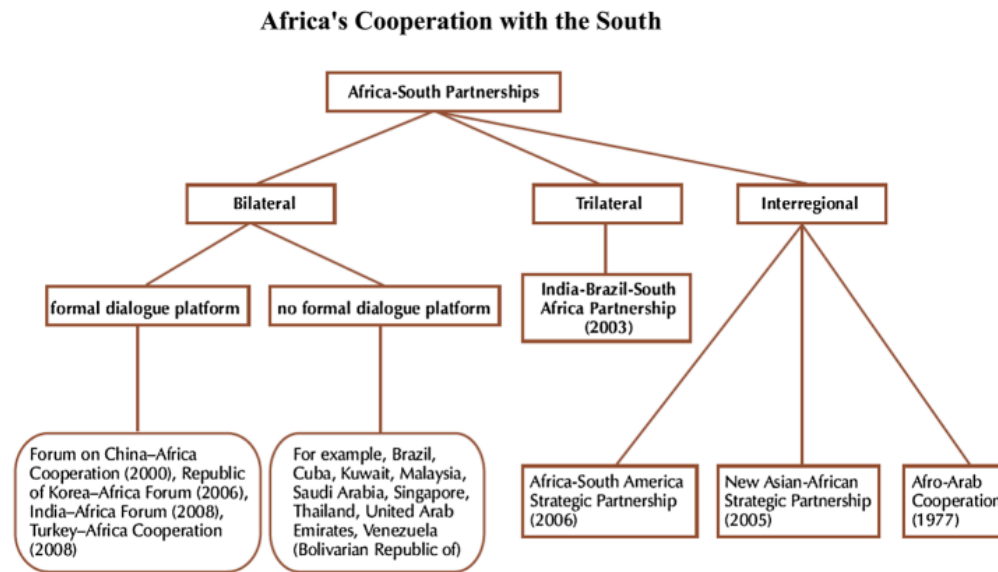 Africa's Cooperation with the South
Africa-South Partnerships
Bilateral
Trilateral
Interregional
formal dialogue platform
no formal dialogue platform
India-Brazil-South
Africa Partnership
(2003)
Forum on China–Africa
Cooperation (2000), Republic
of Korea–Africa Forum (2006),
India–Africa Forum (2008),
Turkey–Africa Cooperation
(2008)
For example, Brazil,
Cuba, Kuwait, Malaysia,
Saudi Arabia, Singapore,
Thailand, United Arab
Emirates, Venezuela
(Bolivarian Republic of)
Africa-South America
Strategic Partnership
(2006)
New Asian-African
Strategic Partnership
(2005)
Afro-Arab
Cooperation
(1977)